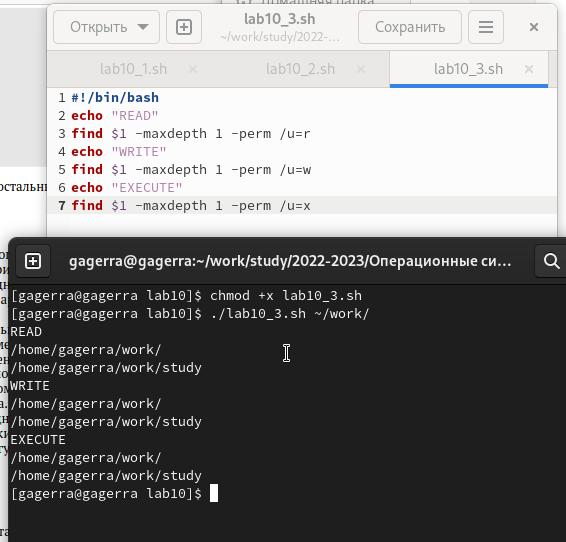 Открыть
lab10_3.sh
~/work/study/2022-...
Сохранить
lab10_1.sh
lab10_2.sh
lab10_3.sh
1 #!/bin/bash
2 echo "READ"
3 find $1 -maxdepth 1 -perm /u=r
4 echo "WRITE"
5 find $1 -maxdepth 1 -perm /u=w
6 echo "EXECUTE"
7 find $1 -maxdepth 1 -perm /u=x
gagerra@gagerra:~/work/study/2022-2023/Операционные си...
[gagerra@gagerra lab10]$ chmod +x lab10_3.sh
[gagerra@gagerra lab10]$ ./lab10_3.sh ~/work/
READ
/home/gagerra/work/
/home/gagerra/work/study
WRITE
/home/gagerra/work/
/home/gagerra/work/study
EXECUTE
/home/gagerra/work/
/home/gagerra/work/study
[gagerra@gagerra lab10]$